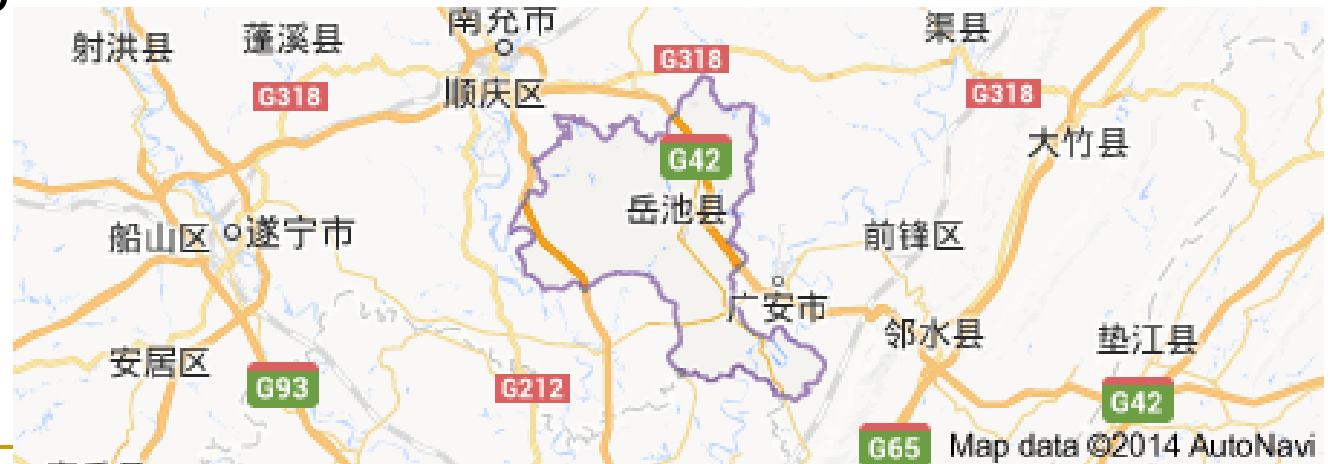 南充市
渠县
射洪县
蓬溪县
G318
顺庆区
G318
G318
大竹县
G42
岳池县
船山区
遂宁市
前锋区
广安市
邻水县
垫江县
安居区
G93
G212
G42
G65
Map data ©2014 AutoNavi